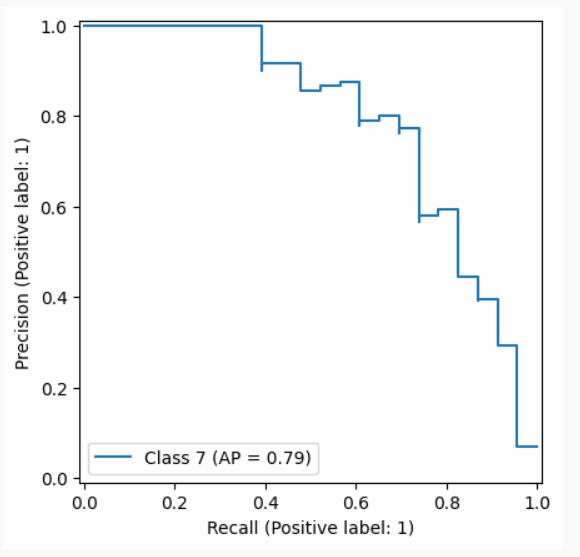 Precision (Positive label: 1)
1.0
0.8
0.6
0.4
0.2
0.0
Class 7 (AP = 0.79)
0.0 0.2 0.4 0.6 0.8 1.0
Recall (Positive label: 1)